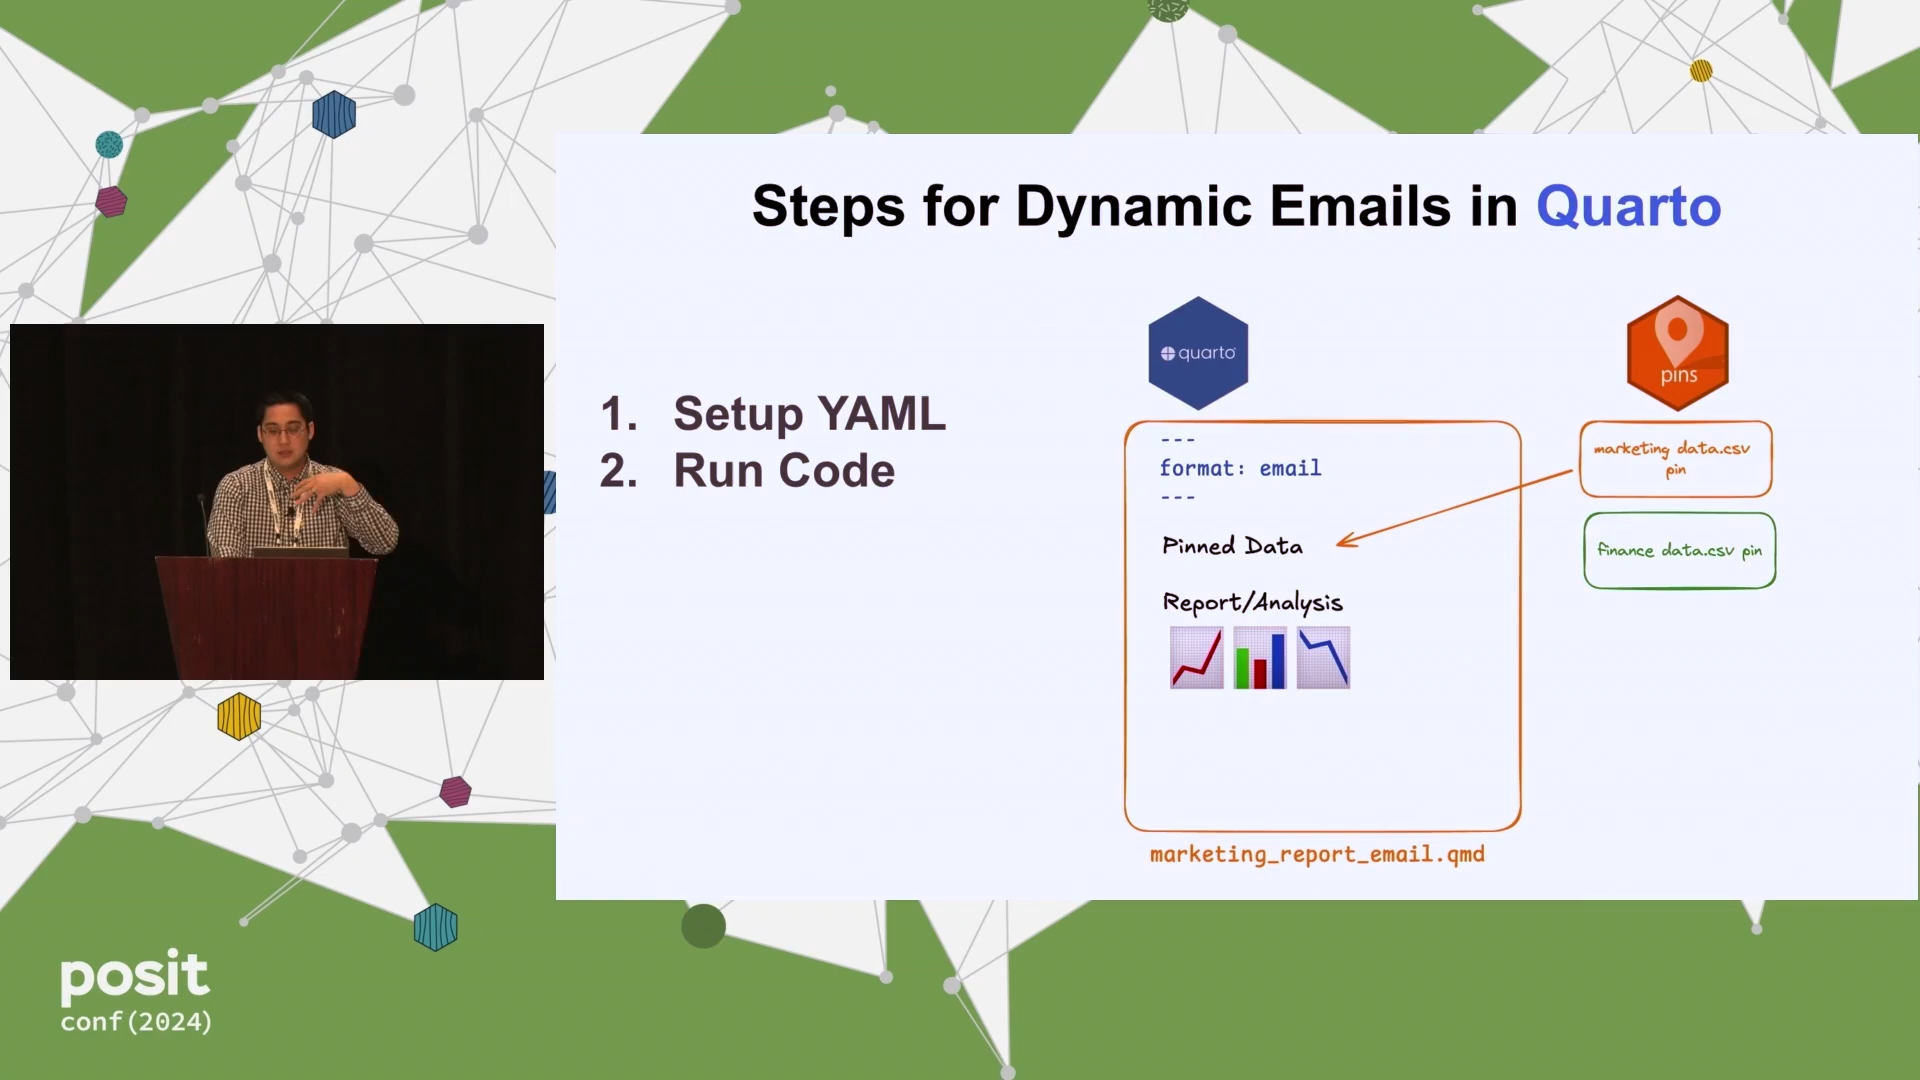 Steps for Dynamic Emails in Quarto
1. Setup YAML
2. Run Code
quarto
pins
---
format: email
---
Pinned Data
Report/Analysis
marketing data.csv
pin
finance data.csv pin
marketing_report_email.qmd
posit
conf(2024)